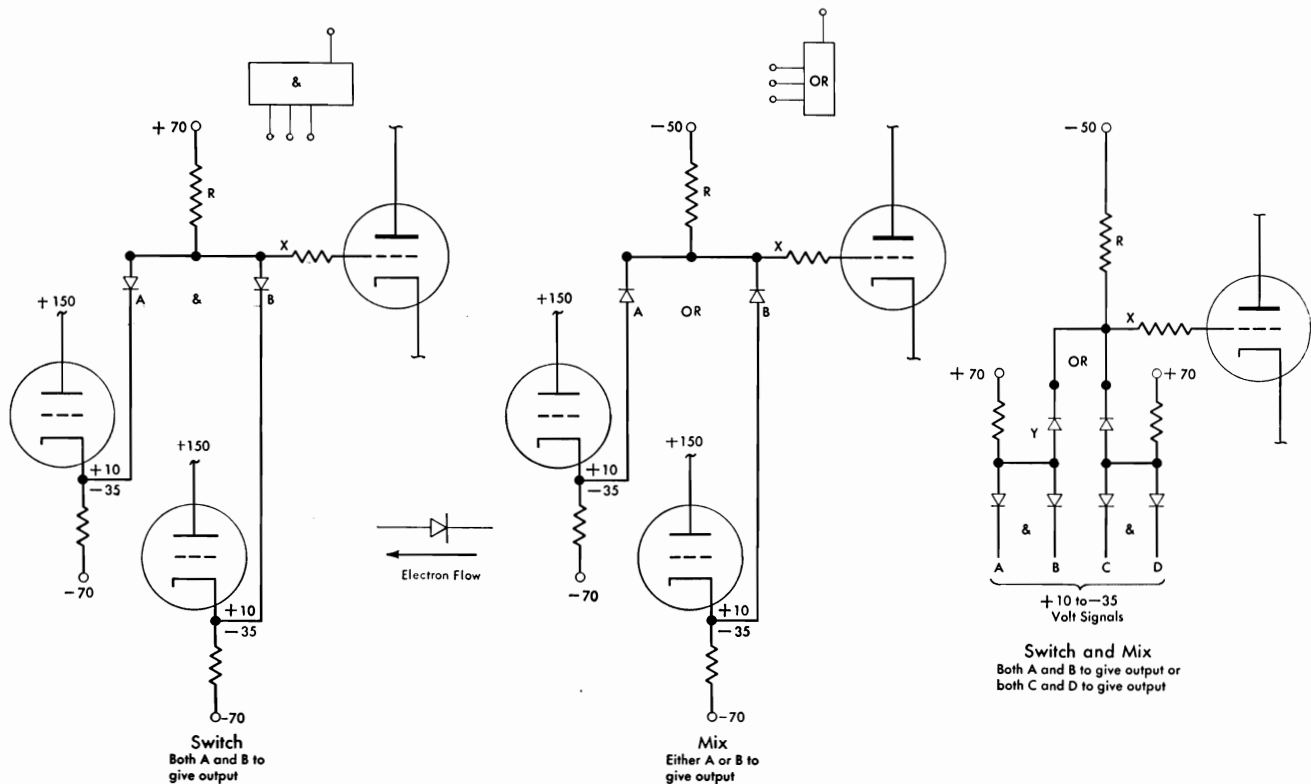 &
OR
+ 70
R
X
A
&
B
+ 150
+10
−35
−70
+150
+10
−35
−70
Switch
Both A and B to
give output
Electron Flow
−50
R
X
A
OR
B
+150
+10
−35
−70
+150
+10
−35
−70
Mix
Either A or B to
give output
−50
R
X
OR
+ 70
+ 70
Y
&
&
A B C D
+ 10 to −35
Volt Signals
Switch and Mix
Both A and B to give output or
both C and D to give output